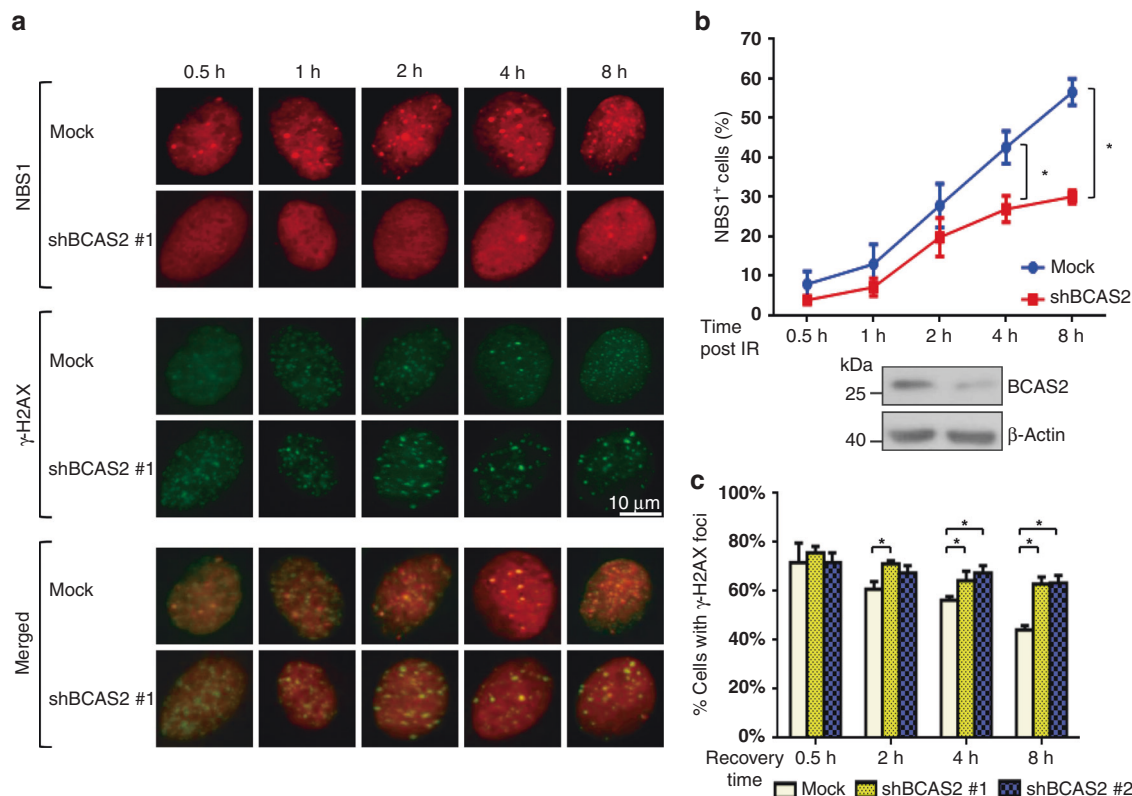 a
0.5 h 1 h 2 h 4 h 8 h
NBS1
Mock
shBCAS2 #1
γ-H2AX
Mock
shBCAS2 #1
10 μm
Merged
Mock
shBCAS2 #1
b
NBS1+ cells (%)
70
60
50
40
30
20
10
0
*
*
Mock
shBCAS2
Time post IR
0.5 h 1 h 2 h 4 h 8 h
kDa
25
BCAS2
40
β-Actin
c
% Cells with γ-H2AX foci
100%
80%
60%
40%
20%
0%
*
*
*
*
*
Recovery time
0.5 h 2 h 4 h 8 h
Mock shBCAS2 #1 shBCAS2 #2